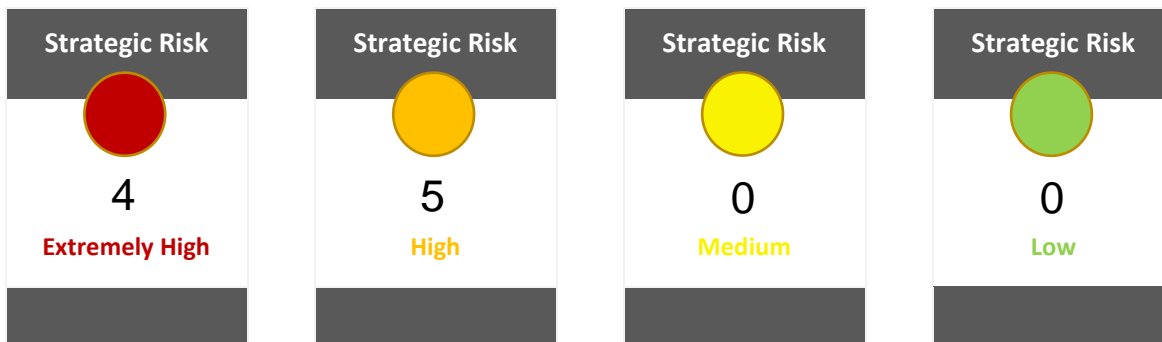 Strategic Risk
4
Extremely High
Strategic Risk
5
High
Strategic Risk
0
Medium
Strategic Risk
0
Low